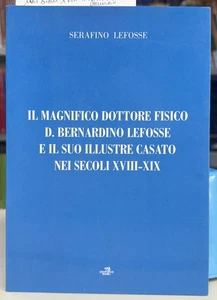 SERAFINO LEFOSSE
IL MAGNIFICO DOTTORE FISICO
D. BERNARDINO LEFOSSE
E IL SUO ILLUSTRE CASATO
NEI SECOLI XVIII-XIX